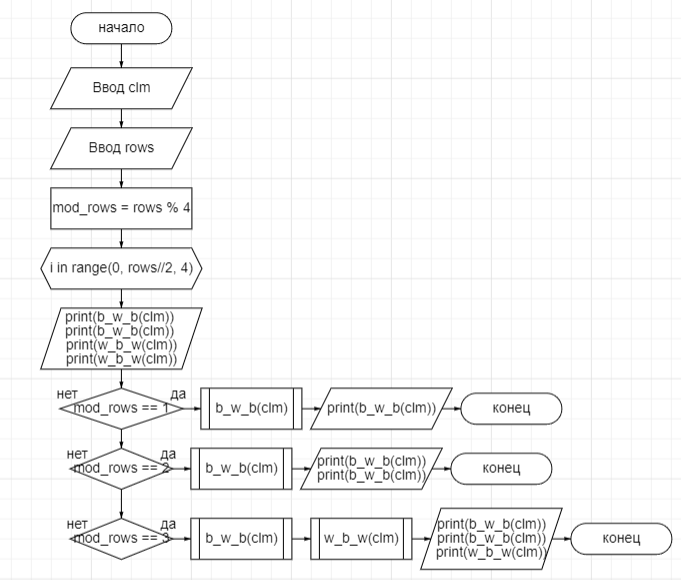 начало
Ввод clm
Ввод rows
mod_rows = rows % 4
i in range(0, rows//2, 4)
print(b_w_b(clm))
print(b_w_b(clm))
print(w_b_w(clm))
print(w_b_w(clm))
нет
да
mod_rows == 1
b_w_b(clm)
print(b_w_b(clm))
конец
нет
да
mod_rows == 2
b_w_b(clm)
print(b_w_b(clm))
print(b_w_b(clm))
конец
нет
да
mod_rows == 3
b_w_b(clm)
w_b_w(clm)
print(b_w_b(clm))
print(b_w_b(clm))
print(w_b_w(clm))
конец